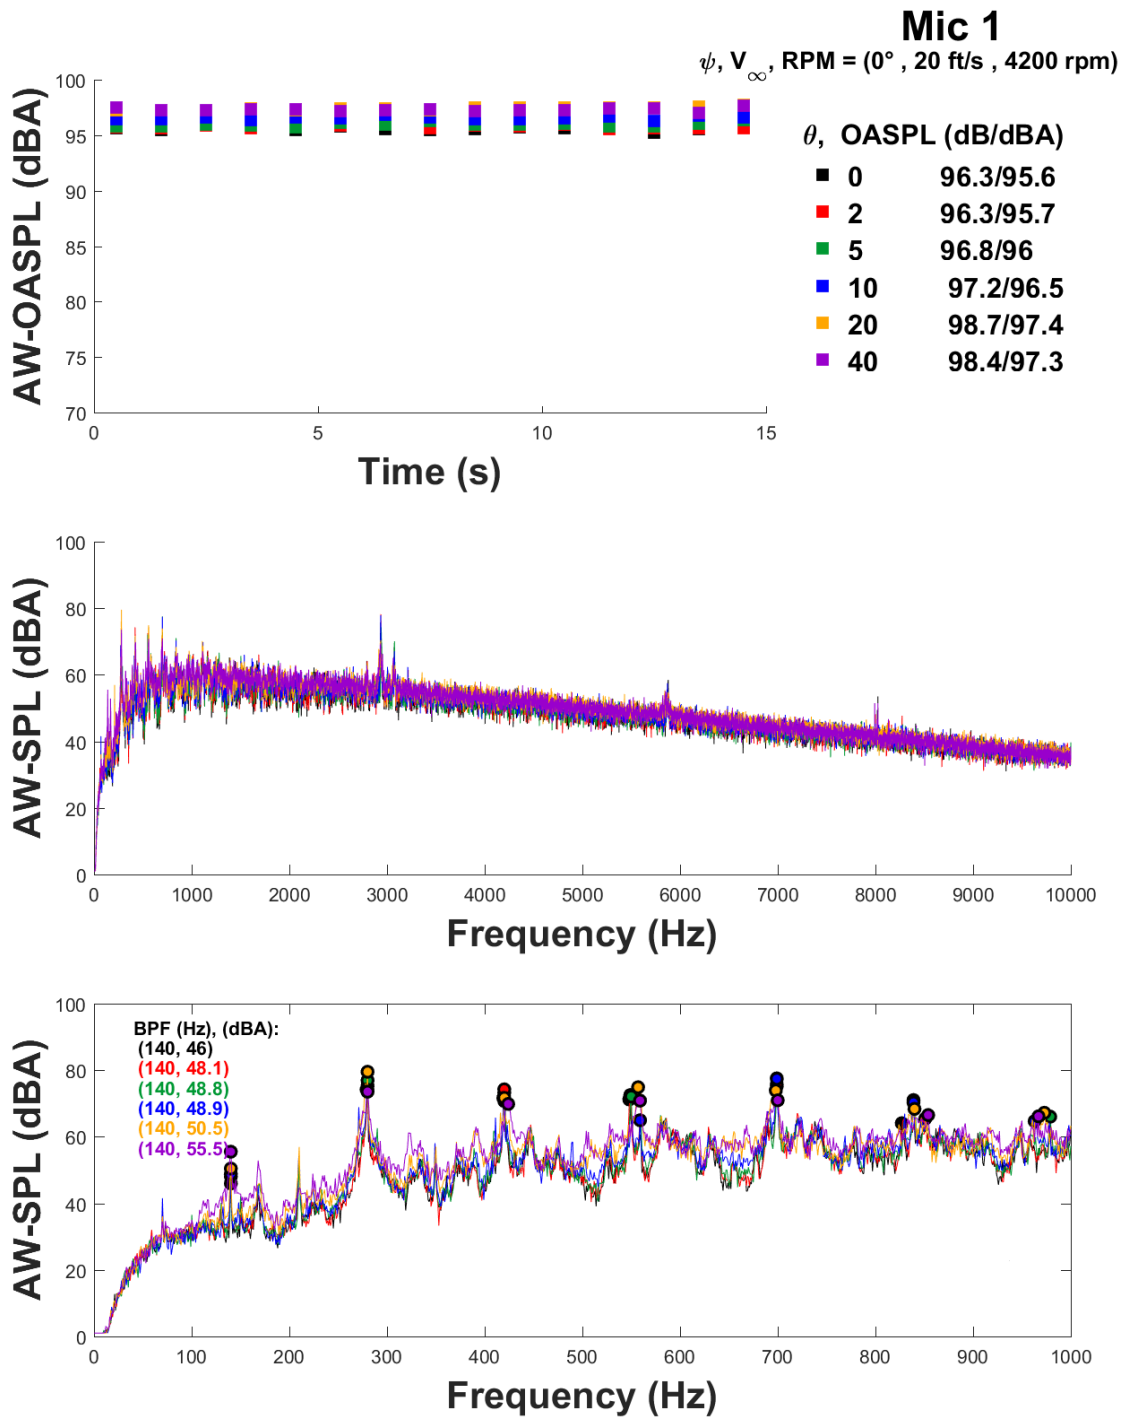 Mic 1
ψ, V∞, RPM = (0° , 20 ft/s , 4200 rpm)
θ, OASPL (dB/dBA)
0 96.3/95.6
2 96.3/95.7
5 96.8/96
10 97.2/96.5
20 98.7/97.4
40 98.4/97.3
AW-OASPL (dBA)
100
95
90
85
80
75
70
0 5 10 15
Time (s)
AW-SPL (dBA)
100
80
60
40
20
0
0 1000 2000 3000 4000 5000 6000 7000 8000 9000 10000
Frequency (Hz)
AW-SPL (dBA)
100
80
60
40
20
0
BPF (Hz), (dBA):
(140, 46)
(140, 48.1)
(140, 48.8)
(140, 48.9)
(140, 50.5)
(140, 55.5)
0 100 200 300 400 500 600 700 800 900 1000
Frequency (Hz)